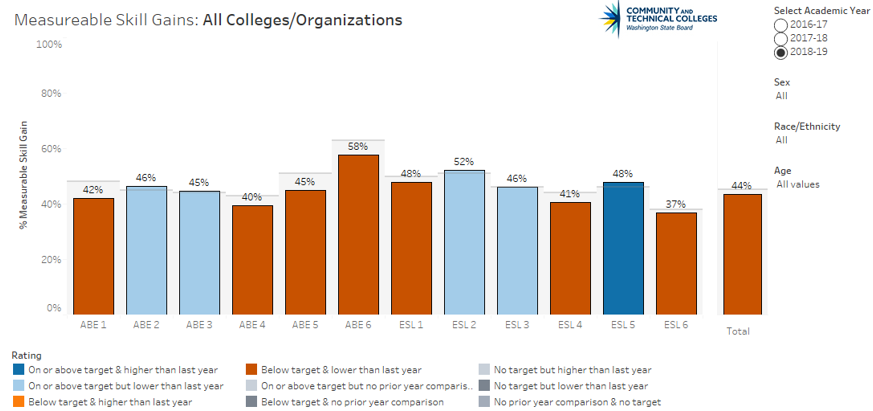 Measureable Skill Gains: All Colleges/Organizations
COMMUNITY AND
TECHNICAL COLLEGES
Washington State Board
Select Academic Year
2016-17
2017-18
2018-19
Sex
All
Race/Ethnicity
All
Age
All values
% Measurable Skill Gain
100%
80%
60%
40%
20%
0%
42%
46%
45%
40%
45%
58%
48%
52%
46%
41%
48%
37%
44%
ABE 1
ABE 2
ABE 3
ABE 4
ABE 5
ABE 6
ESL 1
ESL 2
ESL 3
ESL 4
ESL 5
ESL 6
Total
Rating
On or above target & higher than last year
On or above target but lower than last year
Below target & higher than last year
Below target & lower than last year
On or above target but no prior year comparis..
Below target & no prior year comparison
No target but higher than last year
No target but lower than last year
No prior year comparison & no target